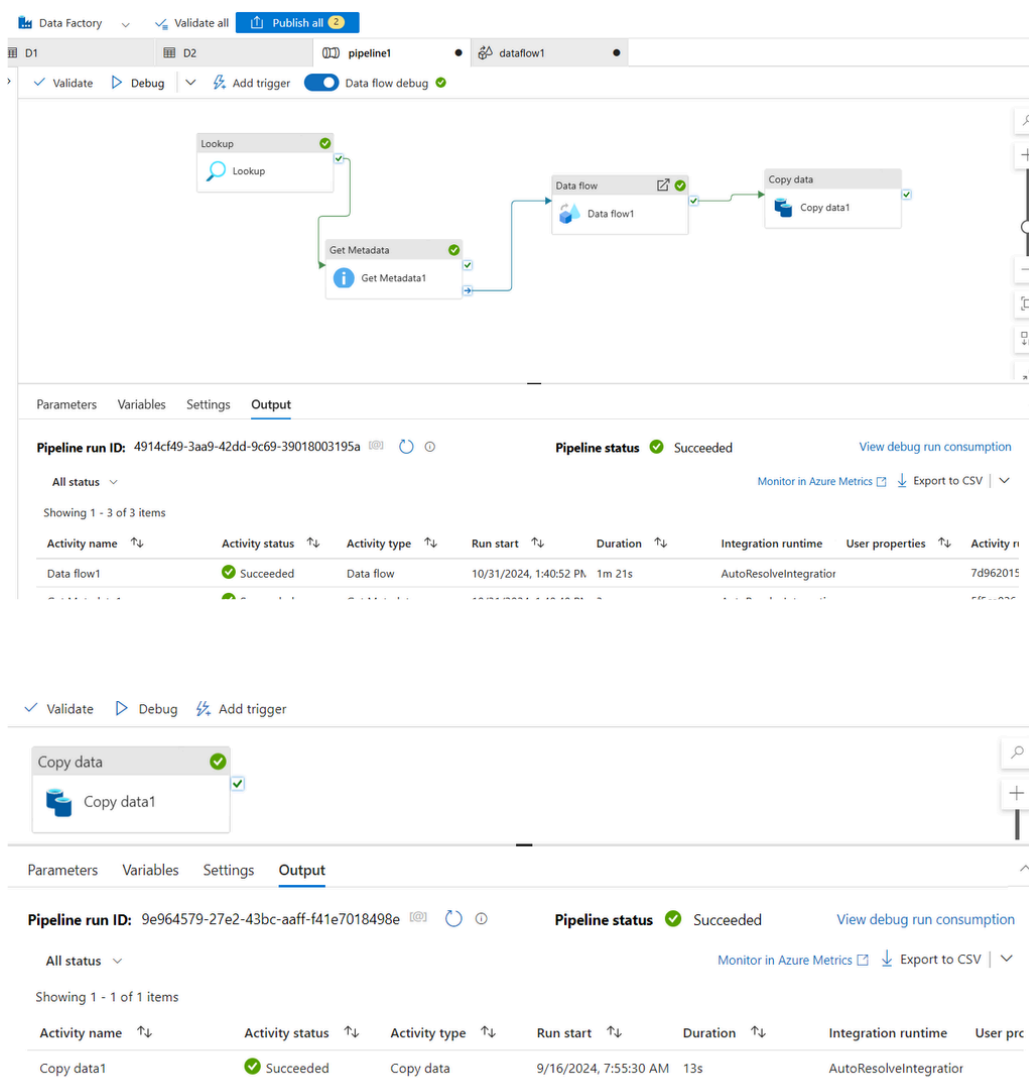 Data Factory Validate all Publish all 2
D1 D2 pipeline1 dataflow1
Validate Debug Add trigger Data flow debug
Lookup
Lookup
Data flow
Data flow1
Copy data
Copy data1
Get Metadata
Get Metadata1
Parameters Variables Settings Output
Pipeline run ID: 4914cf49-3aa9-42dd-9c69-39018003195a Pipeline status Succeeded View debug run consumption
All status Monitor in Azure Metrics Export to CSV
Showing 1 - 3 of 3 items
Activity name Activity status Activity type Run start Duration Integration runtime User properties Activity r
Data flow1 Succeeded Data flow 10/31/2024, 1:40:52 PM 1m 21s AutoResolveIntegration 7d962015
Validate Debug Add trigger
Copy data
Copy data1
Parameters Variables Settings Output
Pipeline run ID: 9e964579-27e2-43bc-aaff-f41e7018498e Pipeline status Succeeded View debug run consumption
All status Monitor in Azure Metrics Export to CSV
Showing 1 - 1 of 1 items
Activity name Activity status Activity type Run start Duration Integration runtime User pro
Copy data1 Succeeded Copy data 9/16/2024, 7:55:30 AM 13s AutoResolveIntegration